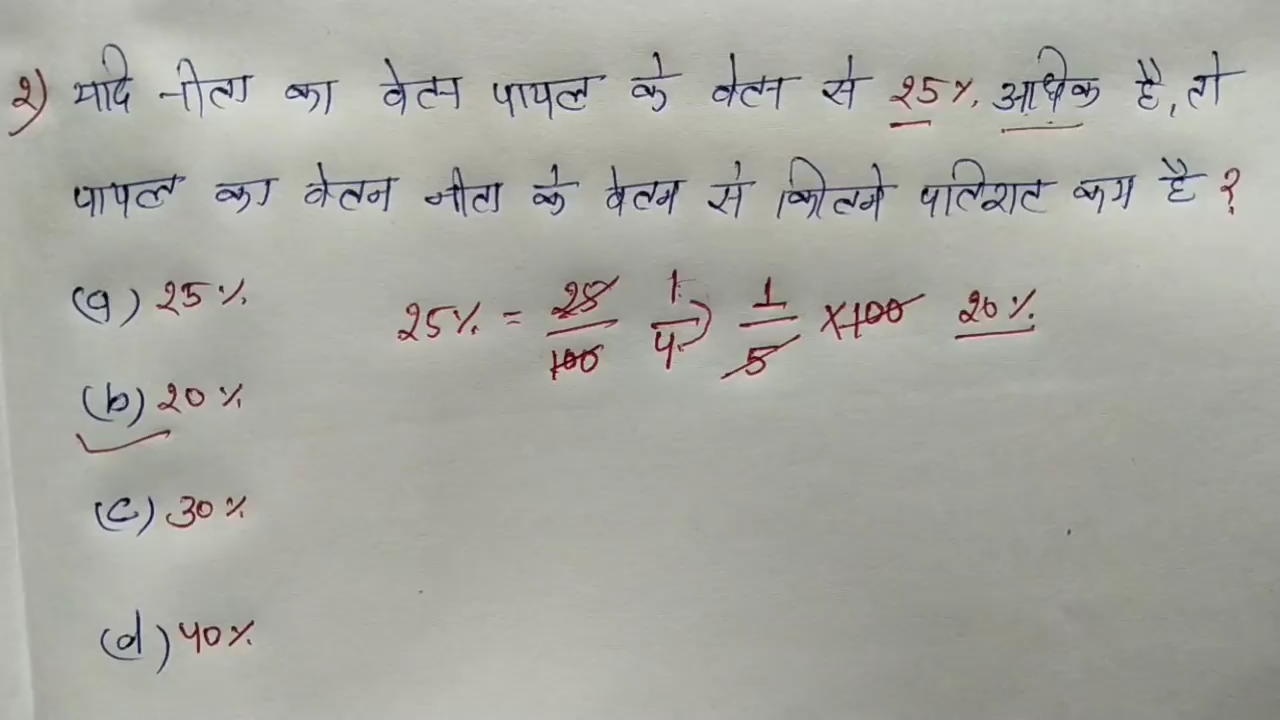 २) यदि नीता का वेतन पायल के वेतन से 25% अधिक है, तो
पायल का वेतन नीता के वेतन से कितने प्रतिशत कम है ?
(a) 25%
25% = 25/100 1/4 1/5 ×100 20%
(b) 20%
(c) 30%
(d) 40%